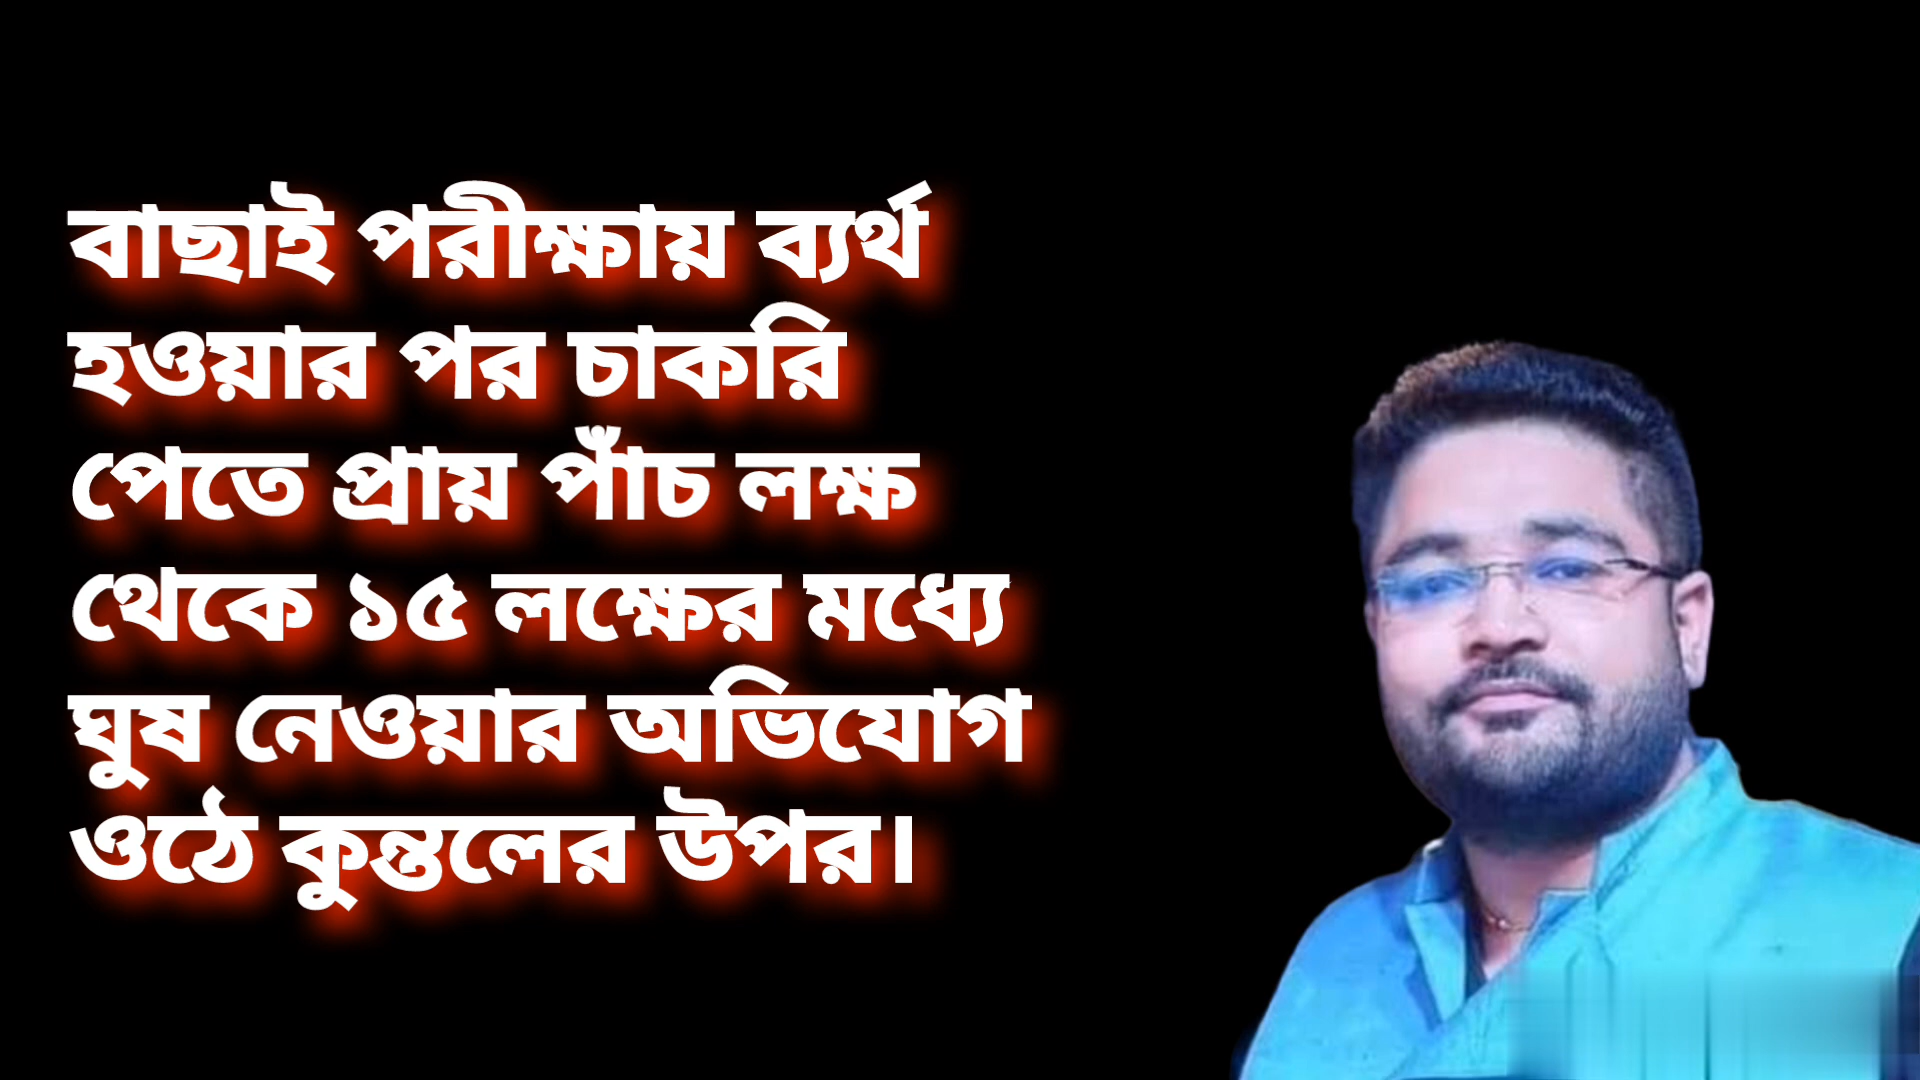 বাছাই পরীক্ষায় ব্যর্থ
হওয়ার পর চাকরি
পেতে প্রায় পাঁচ লক্ষ
থেকে ১৫ লক্ষের মধ্যে
ঘুষ নেওয়ার অভিযোগ
ওঠে কুন্তলের উপর।